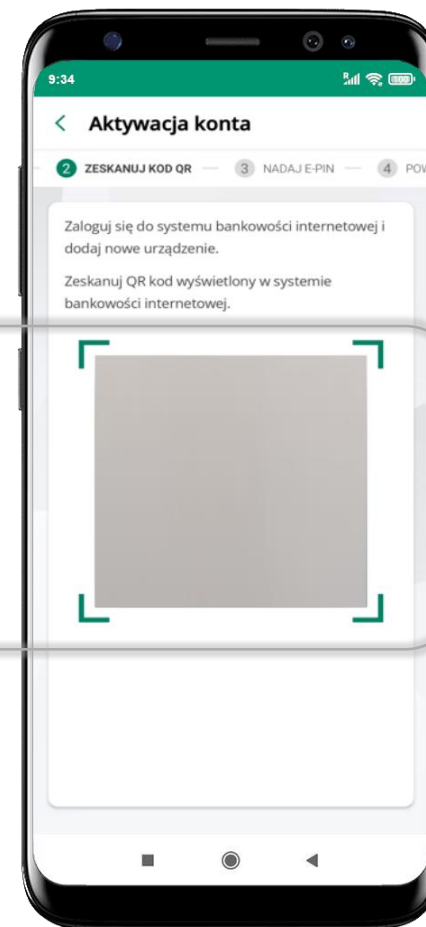 9:34
Aktywacja konta
2 ZESKANUJ KOD QR 3 NADAJ E-PIN 4
Zaloguj się do systemu bankowości internetowej i
dodaj nowe urządzenie.
Zeskanuj QR kod wyświetlony w systemie
bankowości internetowej.